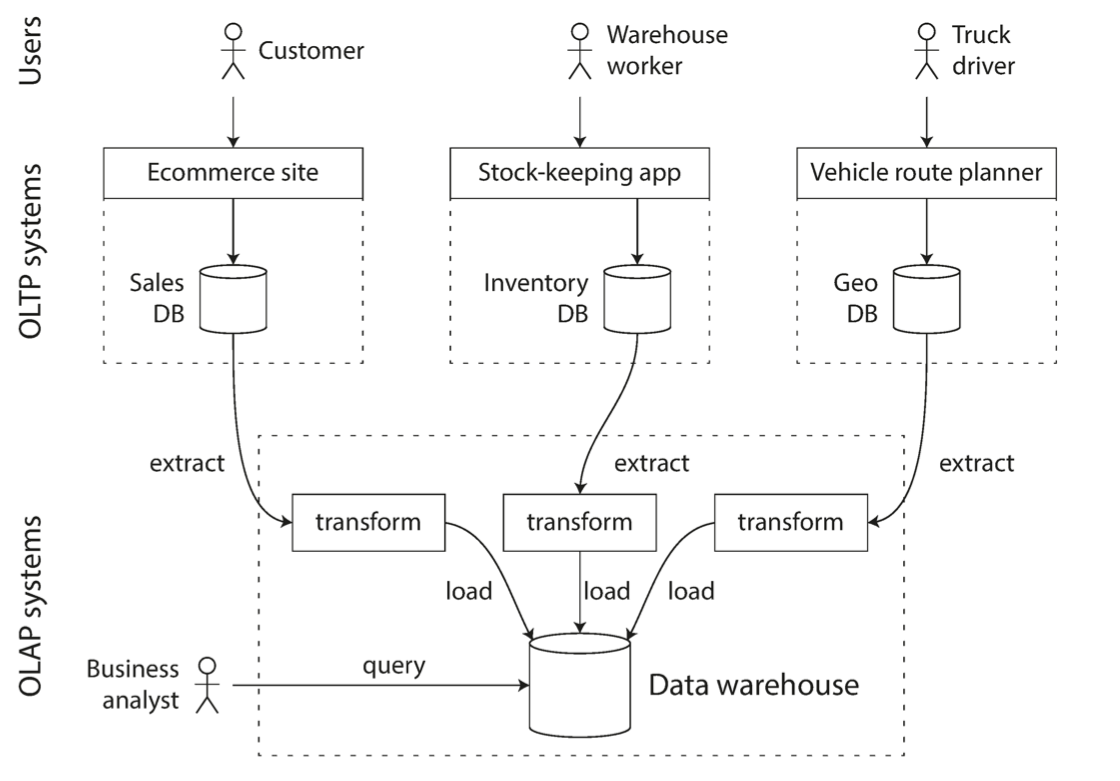 Users
Customer
Warehouse
worker
Truck
driver
OLTP systems
Ecommerce site
Stock-keeping app
Vehicle route planner
Sales
DB
Inventory
DB
Geo
DB
OLAP systems
extract
extract
extract
transform
transform
transform
load
load
load
Business
analyst
query
Data warehouse